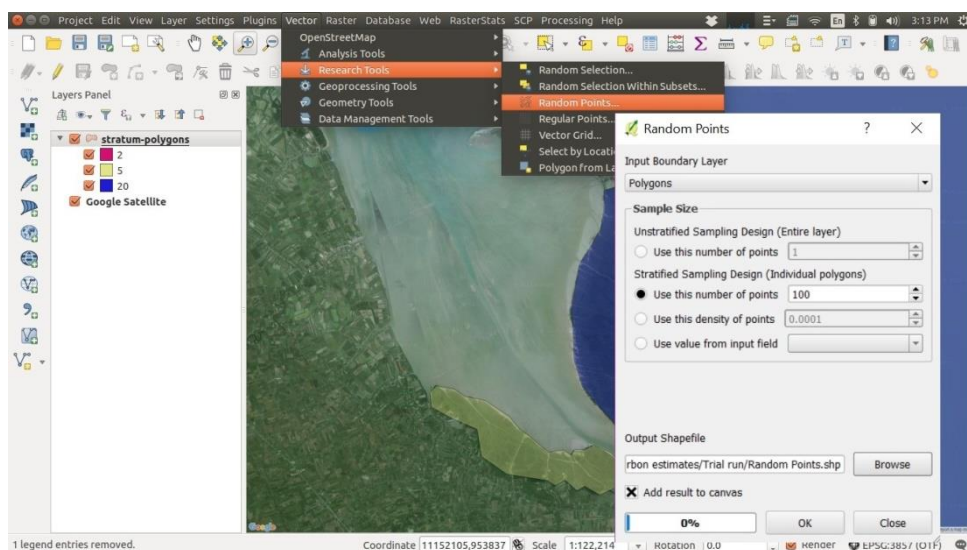 Project Edit View Layer Settings Plugins Vector Raster Database Web RasterStats SCP Processing Help En 3:13 PM
OpenStreetMap
Analysis Tools
Research Tools
Geoprocessing Tools
Geometry Tools
Data Management Tools
Random Selection...
Random Selection Within Subsets...
Random Points...
Regular Points...
Vector Grid...
Select by Locati
Polygon from La
Layers Panel
stratum-polygons
2
5
20
Google Satellite
Random Points
Input Boundary Layer
Polygons
Sample Size
Unstratified Sampling Design (Entire layer)
Use this number of points 1
Stratified Sampling Design (Individual polygons)
Use this number of points 100
Use this density of points 0.0001
Use value from input field
Output Shapefile
rbon estimates/Trial run/Random Points.shp Browse
Add result to canvas
0% OK Close
Google
1 legend entries removed. Coordinate 11152105,953837 Scale 1:122,214 Rotation 0.0 Render EPSG:3857 (OTF)